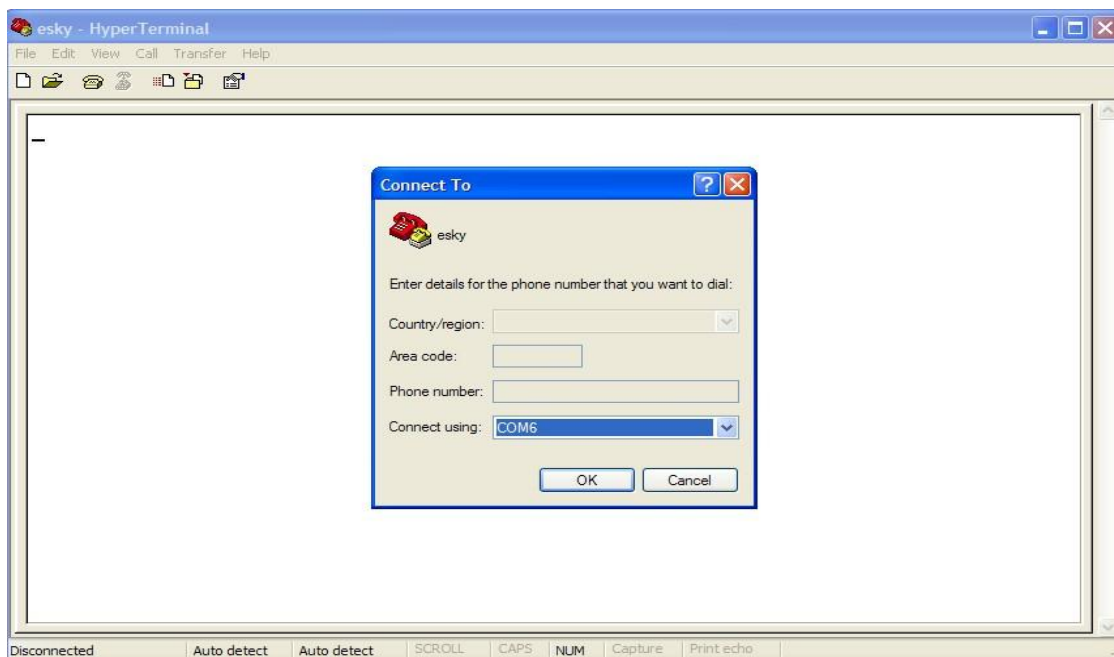 esky - HyperTerminal
File Edit View Call Transfer Help
Connect To
?
esky
Enter details for the phone number that you want to dial:
Country/region:
Area code:
Phone number:
Connect using: COM6
OK Cancel
Disconnected Auto detect Auto detect SCROLL CAPS NUM Capture Print echo